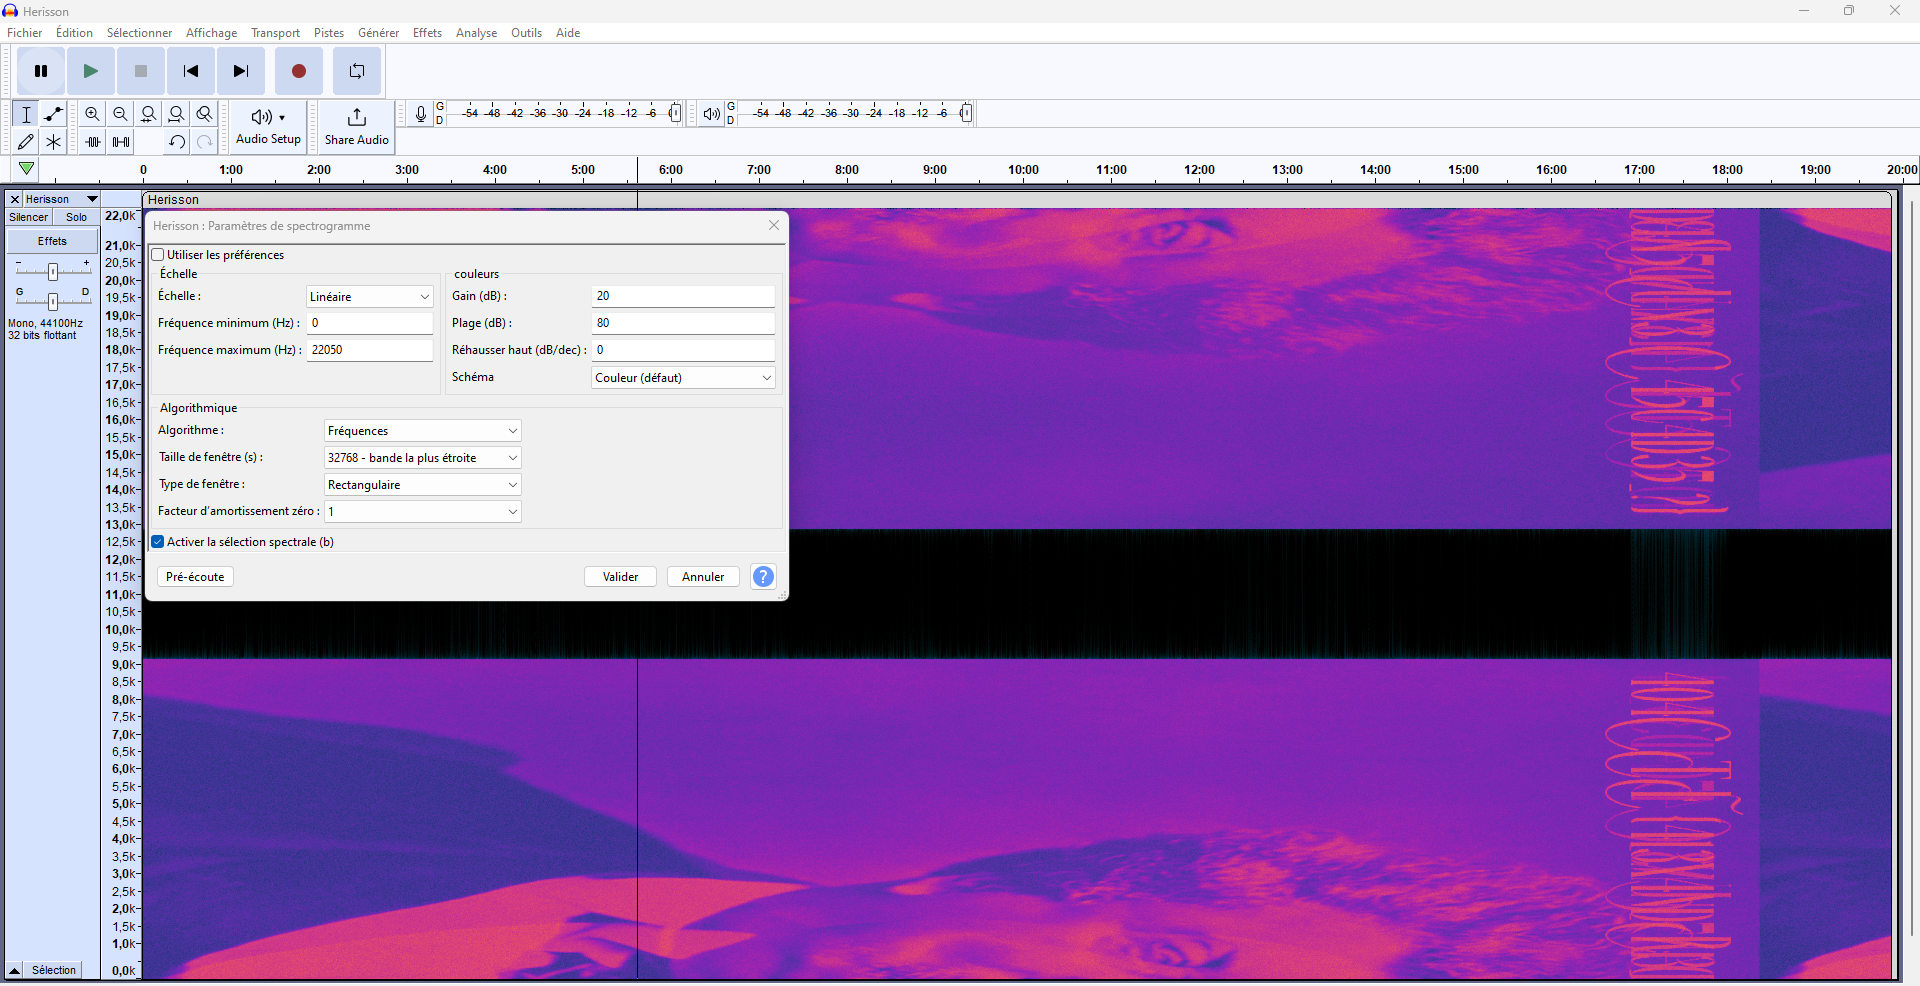 Herisson
Fichier Édition Sélectionner Affichage Transport Pistes Générer Effets Analyse Outils Aide
G
D
-54 -48 -42 -36 -30 -24 -18 -12 -6 0
G
D
-54 -48 -42 -36 -30 -24 -18 -12 -6 0
Audio Setup
Share Audio
0 1:00 2:00 3:00 4:00 5:00 6:00 7:00 8:00 9:00 10:00 11:00 12:00 13:00 14:00 15:00 16:00 17:00 18:00 19:00 20:00
Herisson
Silencer Solo
Effets
- +
G D
Mono, 44100Hz
32 bits flottant
Sélection
22,0k
21,0k
20,5k
20,0k
19,5k
19,0k
18,5k
18,0k
17,5k
17,0k
16,5k
16,0k
15,5k
15,0k
14,5k
14,0k
13,5k
13,0k
12,5k
12,0k
11,5k
11,0k
10,5k
10,0k
9,5k
9,0k
8,5k
8,0k
7,5k
7,0k
6,5k
6,0k
5,5k
5,0k
4,5k
4,0k
3,5k
3,0k
2,5k
2,0k
1,5k
1,0k
0,0k
Herisson
Herisson : Paramètres de spectrogramme
Utiliser les préférences
Échelle
Échelle : Linéaire
Fréquence minimum (Hz) : 0
Fréquence maximum (Hz) : 22050
couleurs
Gain (dB) : 20
Plage (dB) : 80
Réhausser haut (dB/dec) : 0
Schéma Couleur (défaut)
Algorithmique
Algorithme : Fréquences
Taille de fenêtre (s) : 32768 - bande la plus étroite
Type de fenêtre : Rectangulaire
Facteur d'amortissement zéro : 1
Activer la sélection spectrale (b)
Pré-écoute Valider Annuler ?